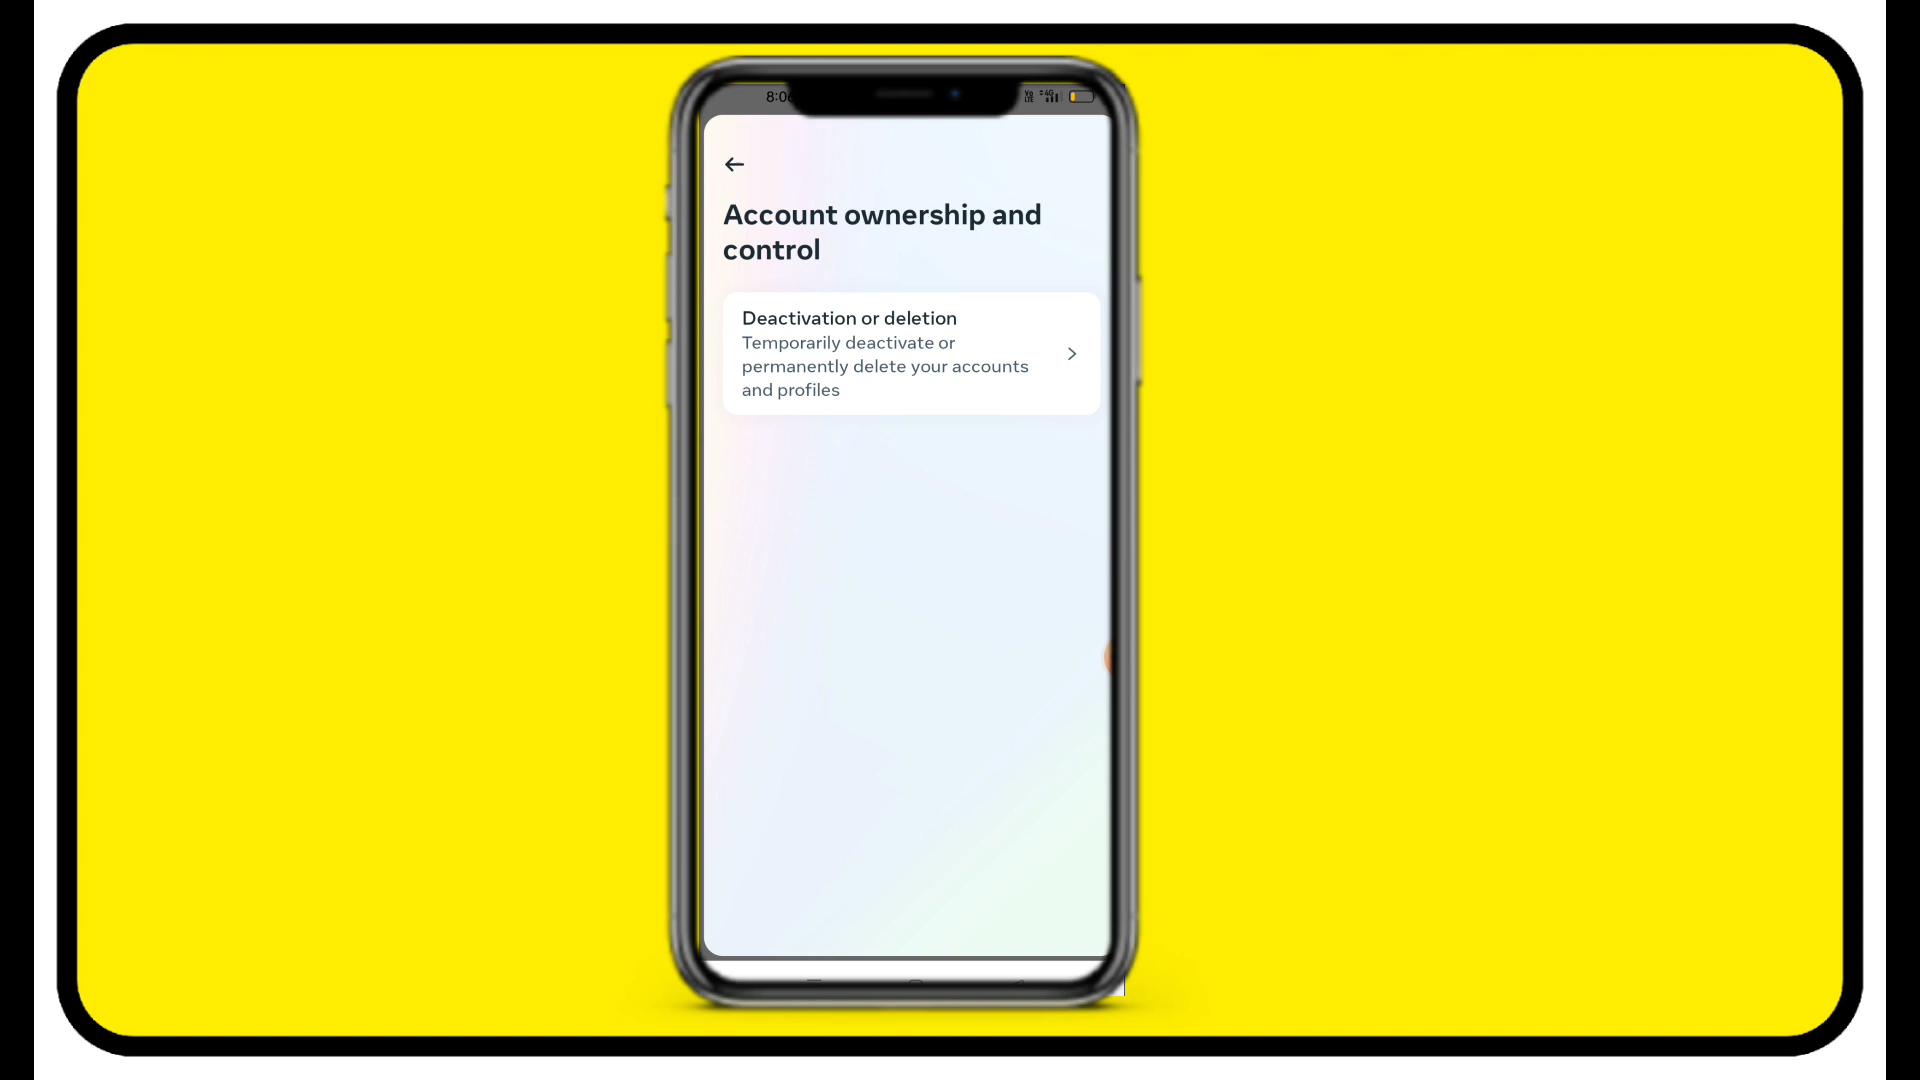 Account ownership and
control
Deactivation or deletion
Temporarily deactivate or
permanently delete your accounts
and profiles